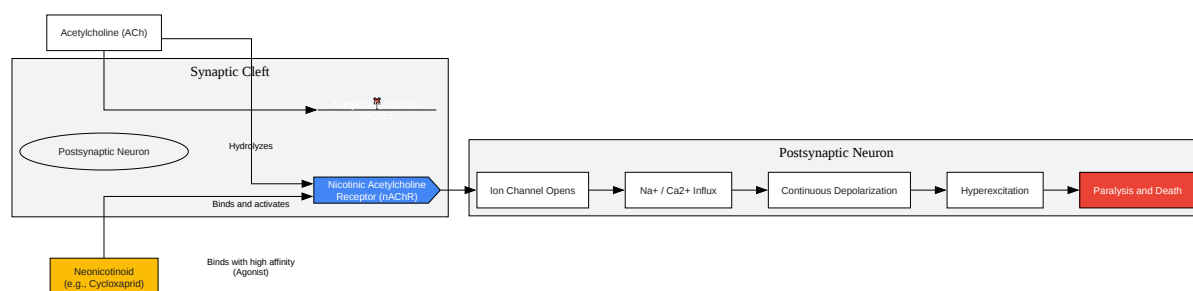 Acetylcholine (ACh)
Synaptic Cleft
(AChE)
Postsynaptic Neuron
Hydrolyzes
Nicotinic Acetylcholine
Receptor (nAChR)
Binds and activates
Neonicotinoid
(e.g., Cycloxaprid)
Binds with high affinity
(Agonist)
Postsynaptic Neuron
Ion Channel Opens
Na+ / Ca2+ Influx
Continuous Depolarization
Hyperexcitation
Paralysis and Death